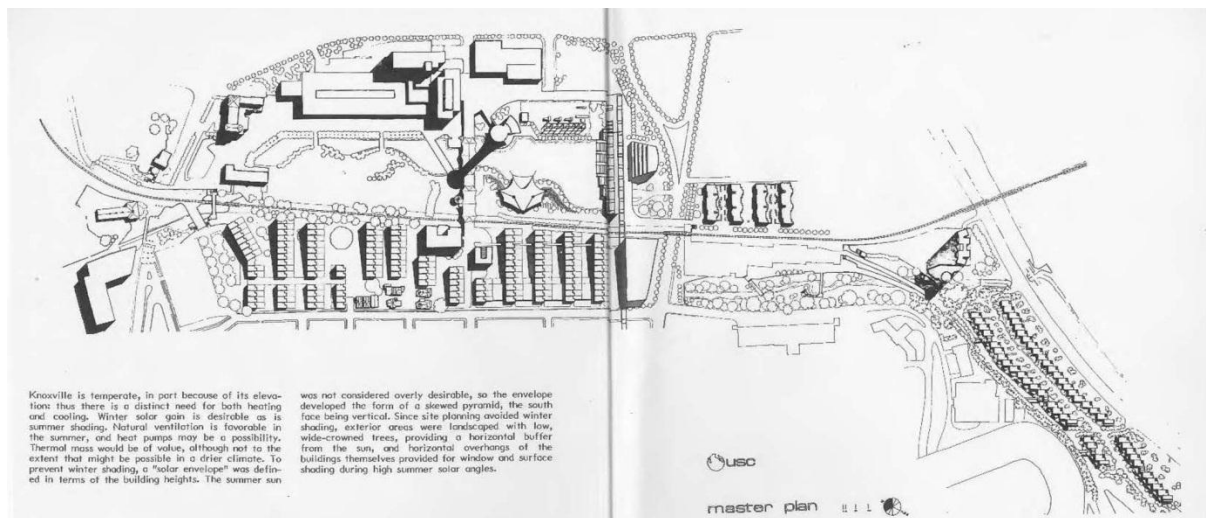 Knoxville is temperate, in part because of its eleva-
tion: thus there is a distinct need for both heating
and cooling. Winter solar gain is desirable as is
summer shading. Natural ventilation is favorable in
the summer, and heat pumps may be a possibility.
Thermal mass would be of value, although not to the
extent that might be possible in a drier climate. To
prevent winter shading, a "solar envelope" was defin-
ed in terms of the building heights. The summer sun
was not considered overly desirable, so the envelope
developed the form of a skewed pyramid, the south
face being vertical. Since site planning avoided winter
shading, exterior areas were landscaped with low,
wide-crowned trees, providing a horizontal buffer
from the sun, and horizontal overhangs of the
buildings themselves provided for window and surface
shading during high summer solar angles.
usc
master plan